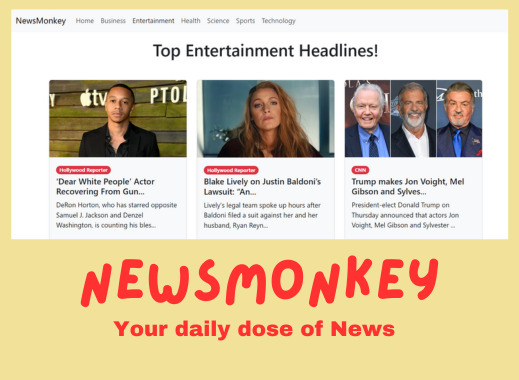 NewsMonkey Home Business Entertainment Health Science Sports Technology
Top Entertainment Headlines!
tv
Hollywood Reporter
'Dear White People' Actor
Recovering From Gun...
DeRon Horton, who has starred opposite
Samuel J. Jackson and Denzel
Washington, is counting his bles...
Hollywood Reporter
Blake Lively on Justin Baldoni's
Lawsuit: "An...
Lively's legal team spoke up hours after
Baldoni filed a suit against her and her
husband, Ryan Reyn...
CNN
Trump makes Jon Voight, Mel
Gibson and Sylves...
President-elect Donald Trump on
Thursday announced that actors Jon
Voight, Mel Gibson and Sylvester ...
NEWSMONKEY
Your daily dose of News